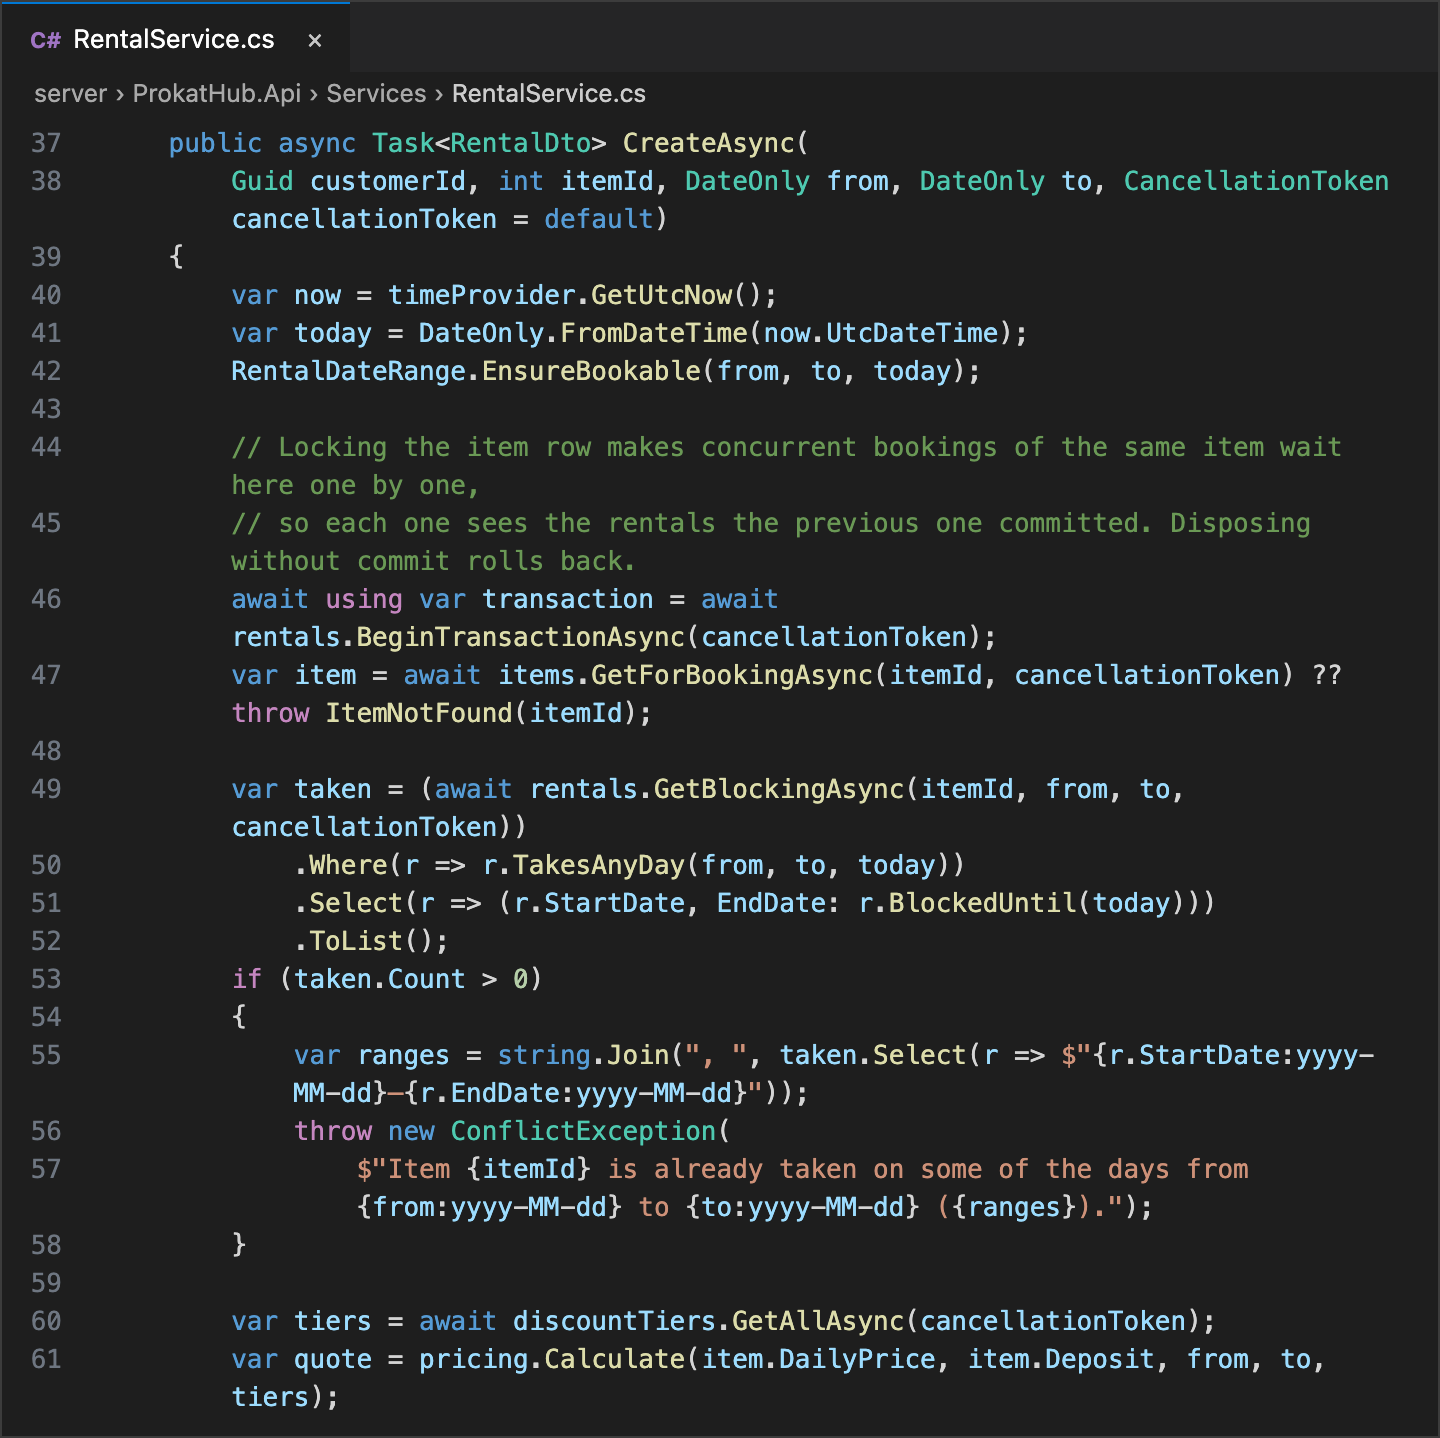 C# RentalService.cs ×
server › ProkatHub.Api › Services › RentalService.cs
37 public async Task<RentalDto> CreateAsync(
38 Guid customerId, int itemId, DateOnly from, DateOnly to, CancellationToken
cancellationToken = default)
39 {
40 var now = timeProvider.GetUtcNow();
41 var today = DateOnly.FromDateTime(now.UtcDateTime);
42 RentalDateRange.EnsureBookable(from, to, today);
43
44 // Locking the item row makes concurrent bookings of the same item wait
here one by one,
45 // so each one sees the rentals the previous one committed. Disposing
without commit rolls back.
46 await using var transaction = await
rentals.BeginTransactionAsync(cancellationToken);
47 var item = await items.GetForBookingAsync(itemId, cancellationToken) ??
throw ItemNotFound(itemId);
48
49 var taken = (await rentals.GetBlockingAsync(itemId, from, to,
cancellationToken))
50 .Where(r => r.TakesAnyDay(from, to, today))
51 .Select(r => (r.StartDate, EndDate: r.BlockedUntil(today)))
52 .ToList();
53 if (taken.Count > 0)
54 {
55 var ranges = string.Join(", ", taken.Select(r => $"{r.StartDate:yyyy-
MM-dd}–{r.EndDate:yyyy-MM-dd}"));
56 throw new ConflictException(
57 $"Item {itemId} is already taken on some of the days from
{from:yyyy-MM-dd} to {to:yyyy-MM-dd} ({ranges}).");
58 }
59
60 var tiers = await discountTiers.GetAllAsync(cancellationToken);
61 var quote = pricing.Calculate(item.DailyPrice, item.Deposit, from, to,
tiers);